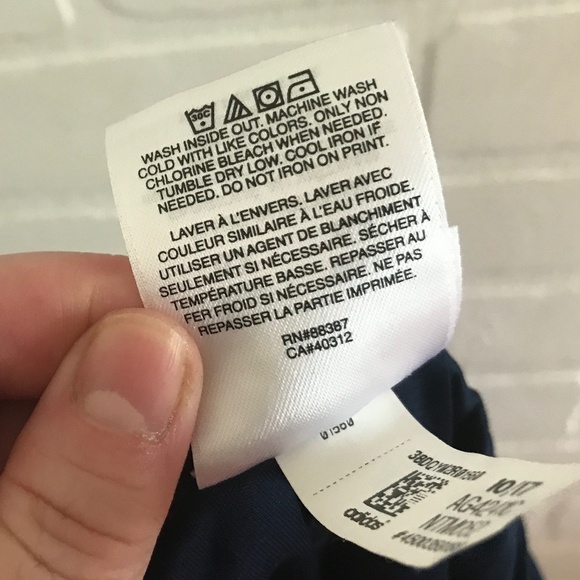 30C
WASH INSIDE OUT. MACHINE WASH
COLD WITH LIKE COLORS. ONLY NON
CHLORINE BLEACH WHEN NEEDED.
TUMBLE DRY LOW. COOL IRON IF
NEEDED. DO NOT IRON ON PRINT.
LAVER À L'ENVERS. LAVER AVEC
COULEUR SIMILAIRE À L'EAU FROIDE.
UTILISER UN AGENT DE BLANCHIMENT
SEULEMENT SI NÉCESSAIRE. SÉCHER À
TEMPÉRATURE BASSE. REPASSER AU
FER FROID SI NÉCESSAIRE. NE PAS
REPASSER LA PARTIE IMPRIMÉE.
RN#88387
CA#40312
10/17
adidas